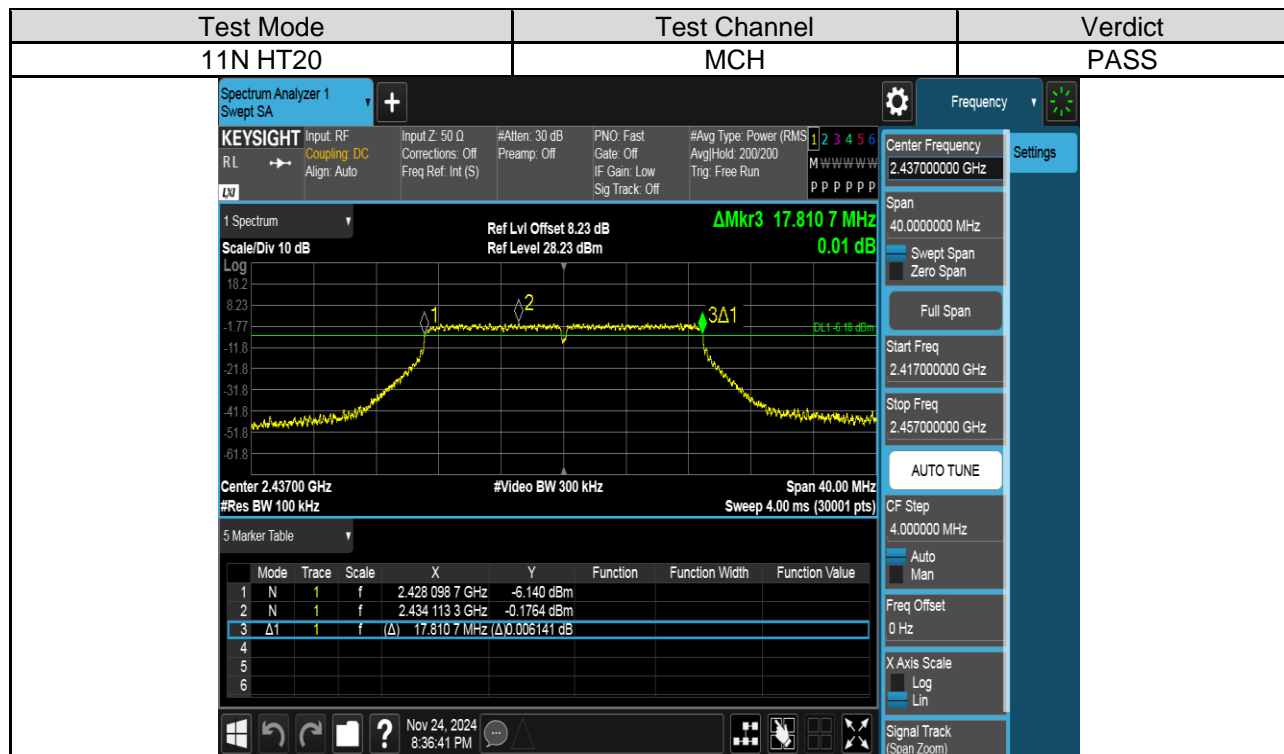 Test Mode Test Channel Verdict
11N HT20 MCH PASS
Spectrum Analyzer 1
Swept SA
+
Frequency
KEYSIGHT
RL
LXI
Input: RF
Coupling: DC
Align: Auto
Input Z: 50 Ω
Corrections: Off
Freq Ref: Int (S)
#Atten: 30 dB
Preamp: Off
PNO: Fast
Gate: Off
IF Gain: Low
Sig Track: Off
#Avg Type: Power (RMS
Avg|Hold: 200/200
Trig: Free Run
1 2 3 4 5 6
M W W W W W
P P P P P P
Center Frequency
2.437000000 GHz
Settings
1 Spectrum
Scale/Div 10 dB
Ref Lvl Offset 8.23 dB
Ref Level 28.23 dBm
ΔMkr3 17.810 7 MHz
0.01 dB
Span
40.0000000 MHz
Swept Span
Zero Span
Full Span
Start Freq
2.417000000 GHz
Stop Freq
2.457000000 GHz
AUTO TUNE
Log
18.2
8.23
-1.77
-11.8
-21.8
-31.8
-41.8
-51.8
-61.8
1
2
3Δ1
DL1 -6.18 dBm
Center 2.43700 GHz #Video BW 300 kHz Span 40.00 MHz
#Res BW 100 kHz Sweep 4.00 ms (30001 pts)
CF Step
4.000000 MHz
Auto
Man
Freq Offset
0 Hz
X Axis Scale
Log
Lin
Signal Track
(Span Zoom)
5 Marker Table
Mode Trace Scale X Y Function Function Width Function Value
1 N 1 f 2.428 098 7 GHz -6.140 dBm
2 N 1 f 2.434 113 3 GHz -0.1764 dBm
3 Δ1 1 f (Δ) 17.810 7 MHz (Δ)0.006141 dB
4
5
6
?
Nov 24, 2024
8:36:41 PM